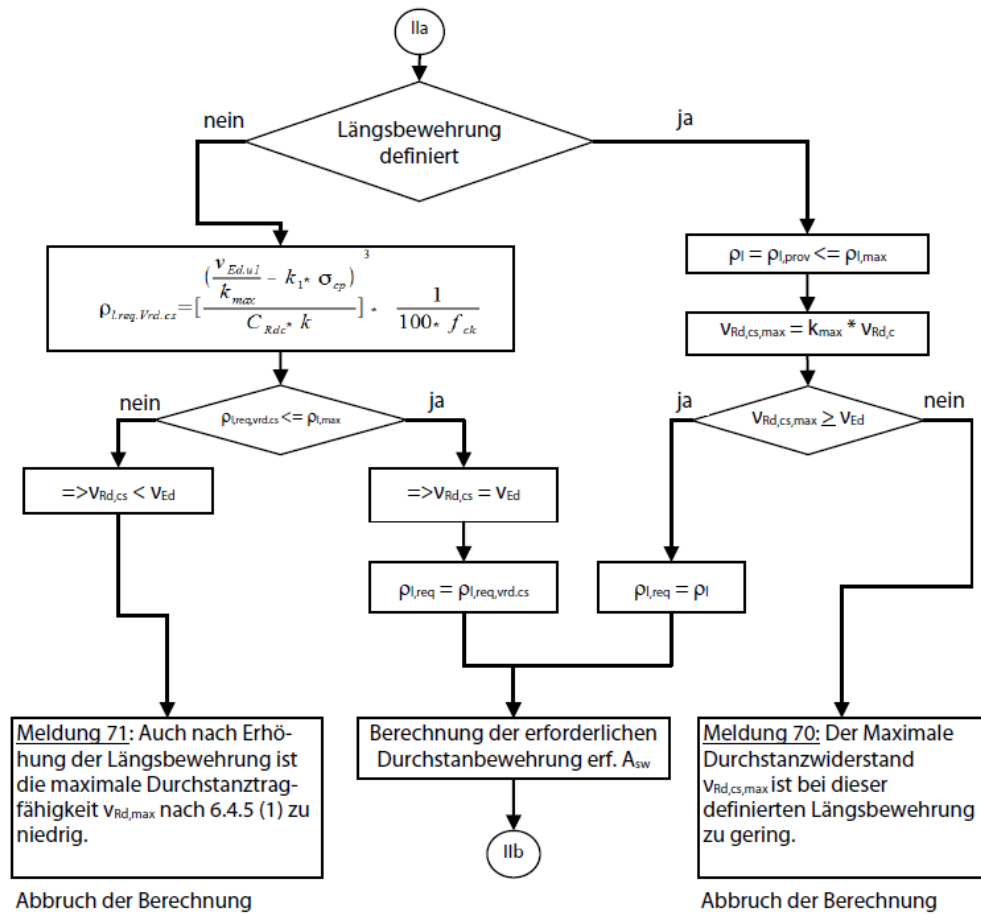 IIa
nein
ja
Längsbewehrung
definiert
ρl.req.Vrd.cs=[(vEd.u1/kmax - k1* σcp)/(CRdc* k)]3 * 1/(100* fck)
ρl = ρl,prov <= ρl,max
vRd,cs,max = kmax * vRd,c
nein
ja
ρl,req,vrd.cs <= ρl,max
ja
nein
vRd,cs,max ≥ vEd
=>vRd,cs < vEd
=>vRd,cs = vEd
ρl,req = ρl,req,vrd.cs
ρl,req = ρl
Meldung 71: Auch nach Erhö-
hung der Längsbewehrung ist
die maximale Durchstanztrag-
fähigkeit vRd,max nach 6.4.5 (1) zu
niedrig.
Abbruch der Berechnung
Berechnung der erforderlichen
Durchstanbewehrung erf. Asw
IIb
Meldung 70: Der Maximale
Durchstanzwiderstand
vRd,cs,max ist bei dieser
definierten Längsbewehrung
zu gering.
Abbruch der Berechnung